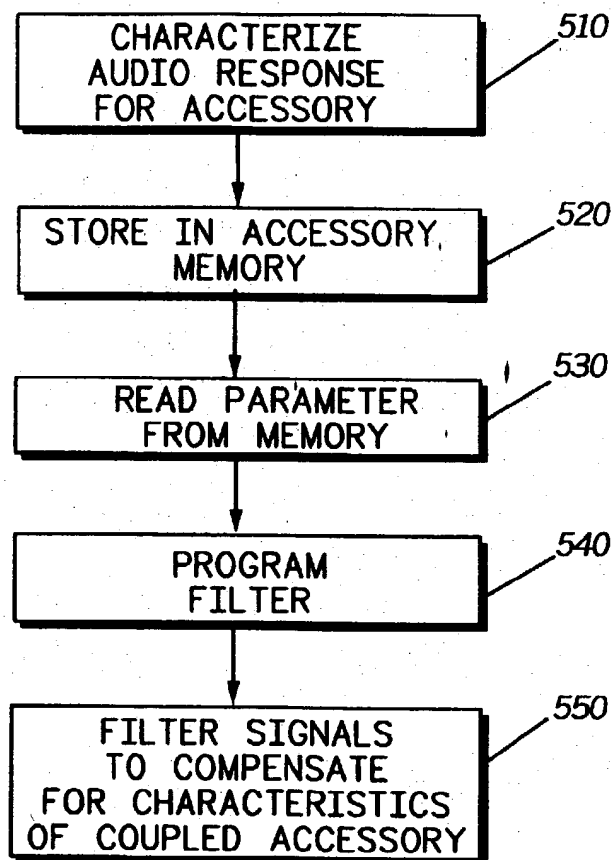 CHARACTERIZE
AUDIO RESPONSE
FOR ACCESSORY
510
STORE IN ACCESSORY
MEMORY
520
READ PARAMETER
FROM MEMORY
530
PROGRAM
FILTER
540
FILTER SIGNALS
TO COMPENSATE
FOR CHARACTERISTICS
OF COUPLED ACCESSORY
550